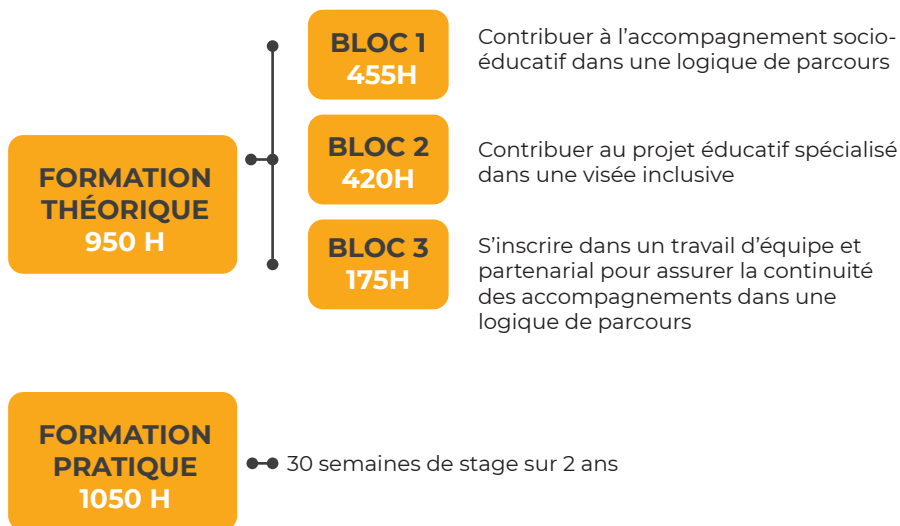 BLOC 1
455H
Contribuer à l'accompagnement socio-
éducatif dans une logique de parcours
FORMATION
THÉORIQUE
950 H
BLOC 2
420H
Contribuer au projet éducatif spécialisé
dans une visée inclusive
BLOC 3
175H
S'inscrire dans un travail d'équipe et
partenarial pour assurer la continuité
des accompagnements dans une
logique de parcours
FORMATION
PRATIQUE
1050 H
30 semaines de stage sur 2 ans